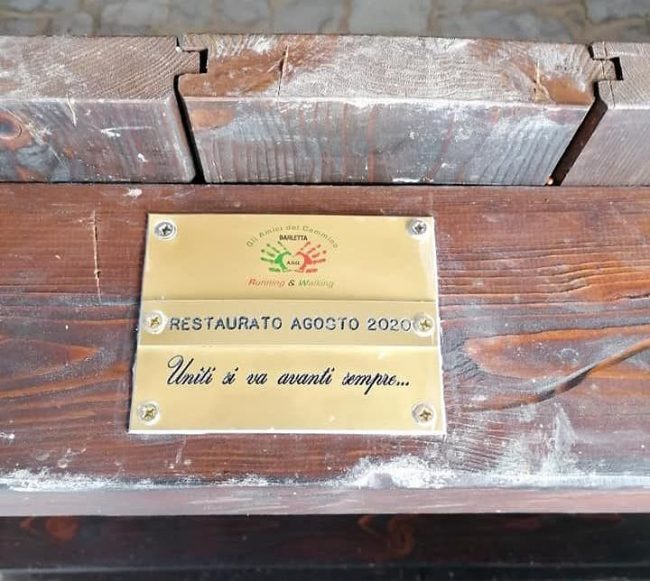 Gli Amici del Cammino
BARLETTA
Running & Walking
RESTAURATO AGOSTO 2020
Uniti si va avanti sempre...